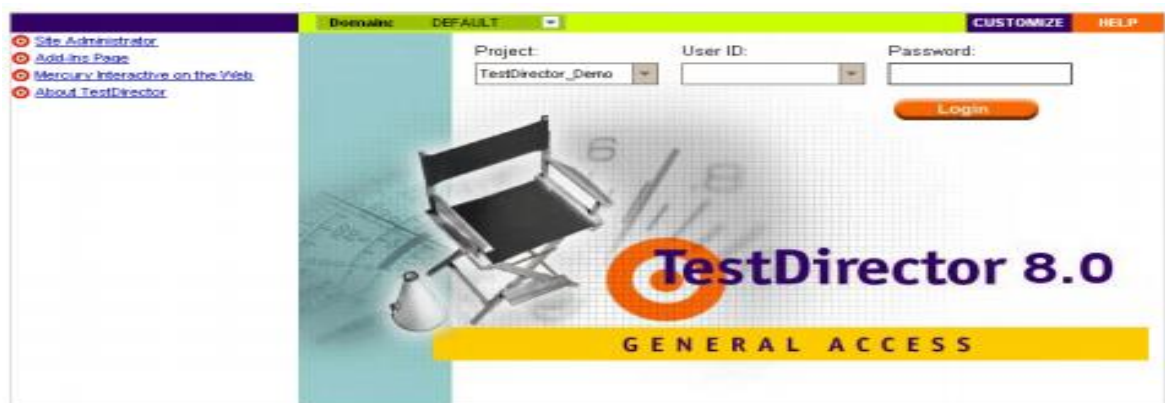 Domain: DEFAULT CUSTOMIZE HELP
Site Administrator
Add-Ins Page
Mercury Interactive on the Web
About TestDirector
Project: User ID: Password:
TestDirector_Demo
Login
TestDirector 8.0
GENERAL ACCESS